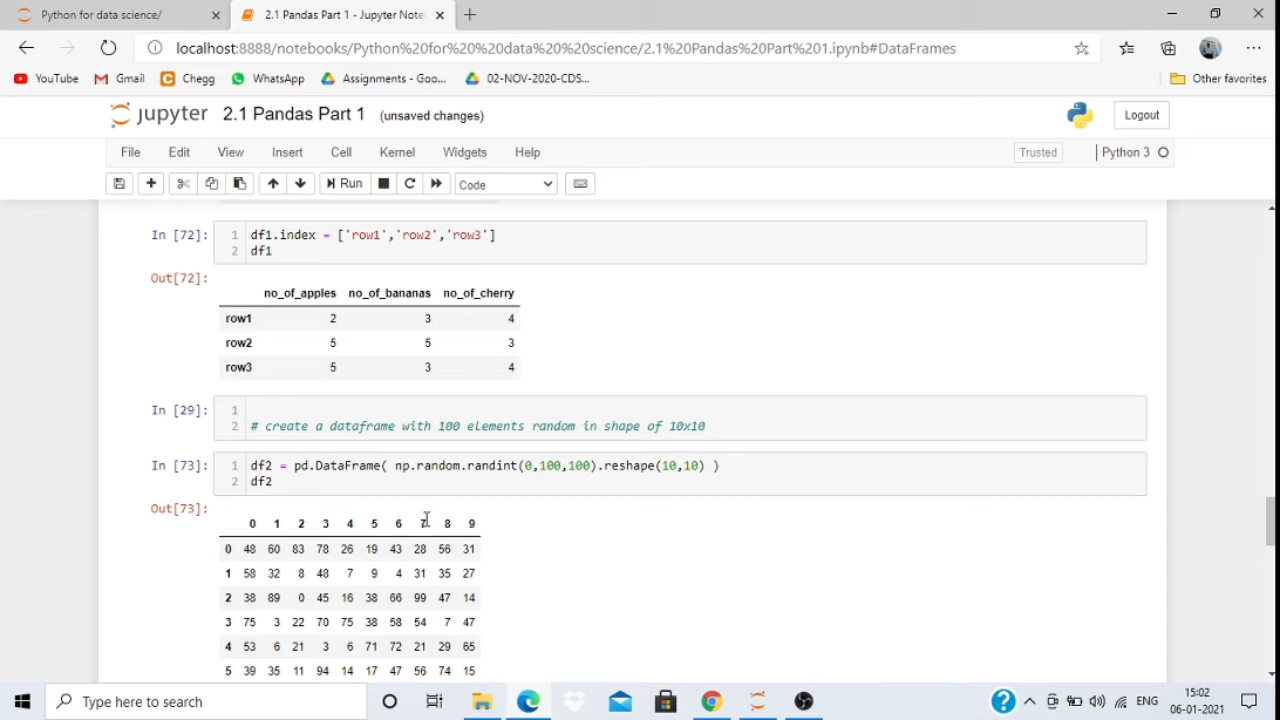 Python for data science/
2.1 Pandas Part 1 - Jupyter Note
localhost:8888/notebooks/Python%20for%20%20data%20%20science/2.1%20Pandas%20Part%201.ipynb#DataFrames
YouTube Gmail Chegg WhatsApp Assignments - Goo... 02-NOV-2020-CDS... Other favorites
jupyter 2.1 Pandas Part 1 (unsaved changes) Logout
File Edit View Insert Cell Kernel Widgets Help Trusted Python 3
Run Code
In [72]: 1 df1.index = ['row1','row2','row3']
2 df1
Out[72]:
no_of_apples no_of_bananas no_of_cherry
row1 2 3 4
row2 5 5 3
row3 5 3 4
In [29]: 1
2 # create a dataframe with 100 elements random in shape of 10x10
In [73]: 1 df2 = pd.DataFrame( np.random.randint(0,100,100).reshape(10,10) )
2 df2
Out[73]:
0 1 2 3 4 5 6 7 8 9
0 48 60 83 78 26 19 43 28 56 31
1 58 32 8 48 7 9 4 31 35 27
2 38 89 0 45 16 38 66 99 47 14
3 75 3 22 70 75 38 58 54 7 47
4 53 6 21 3 6 71 72 21 29 65
5 39 35 11 94 14 17 47 56 74 15
Type here to search
ENG
15:02
06-01-2021